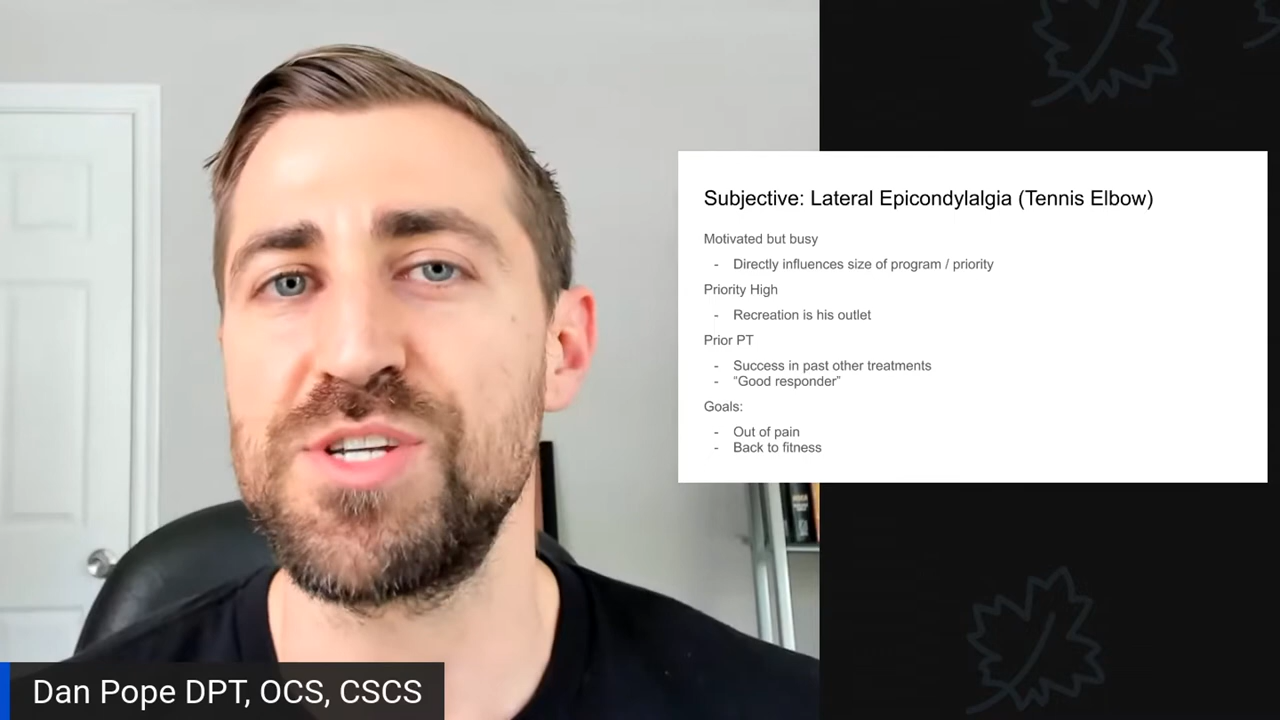 Subjective: Lateral Epicondylalgia (Tennis Elbow)
Motivated but busy
- Directly influences size of program / priority
Priority High
- Recreation is his outlet
Prior PT
- Success in past other treatments
- "Good responder"
Goals:
- Out of pain
- Back to fitness
Dan Pope DPT, OCS, CSCS